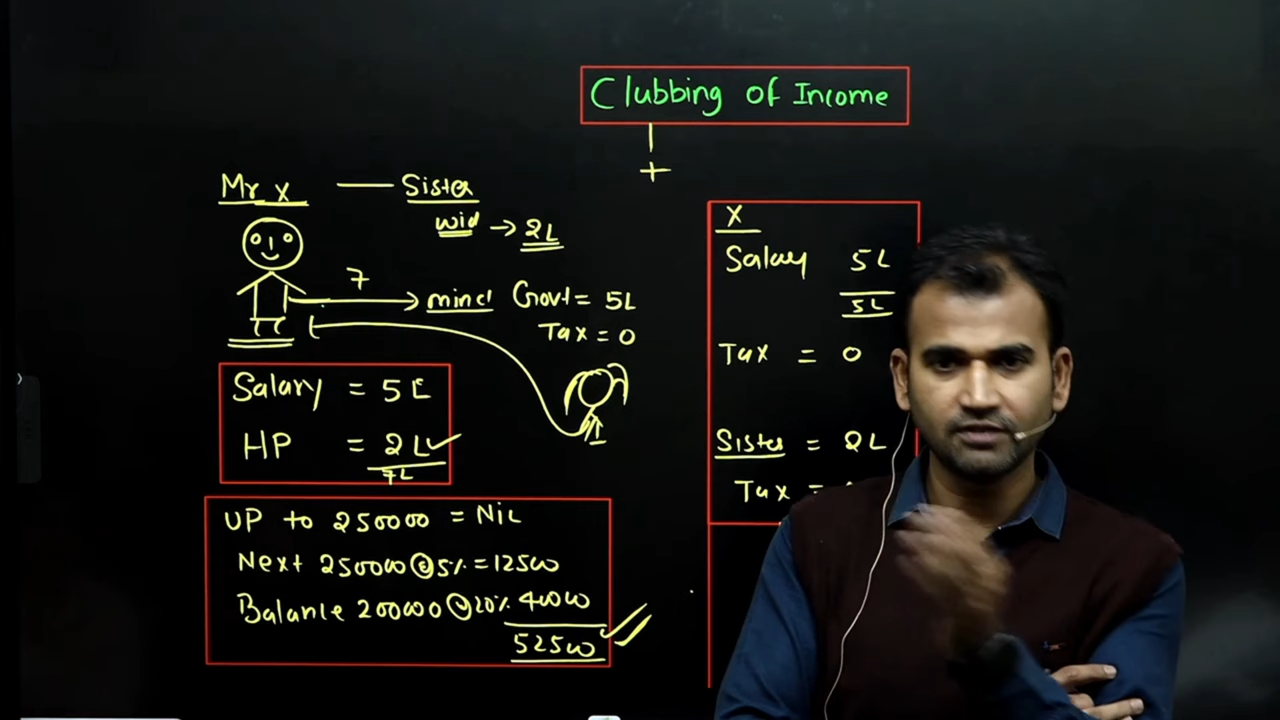 Clubbing of Income
Mr X — Sister
wid → 2L
7
→ mind Govt = 5L
Tax = 0
Salary = 5L
HP = 2L
7L
UP to 250000 = NiL
Next 250000 @ 5% = 12500
Balance 200000 @ 20% 40000
52500
X
Salary 5L
5L
Tax = 0
Sister = 2L
Tax =